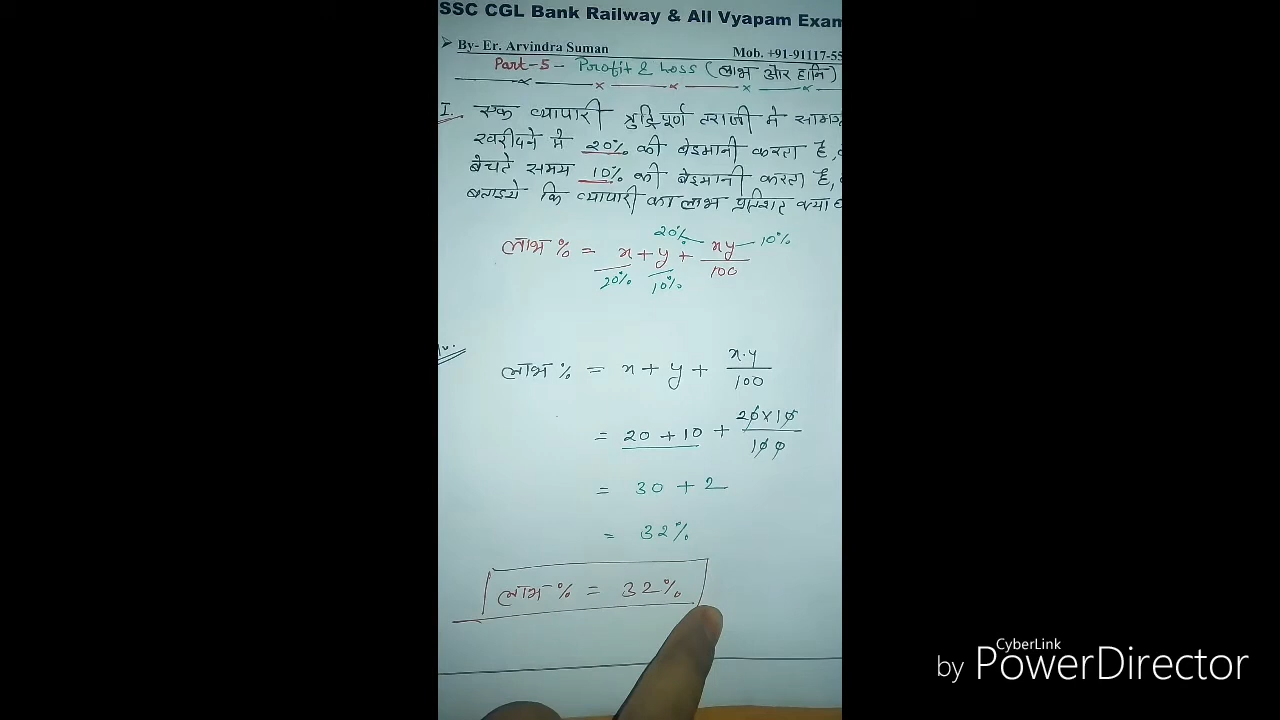 SSC CGL Bank Railway & All Vyapam Exam
By- Er. Arvindra Suman Mob. +91-91117-55
Part-5 - Profit & Loss (लाभ और हानि)
I. एक व्यापारी त्रुटिपूर्ण तराजू से
खरीदने में 20% की बेइमानी करता है,
बेचते समय 10% की बेइमानी करता है,
बताइये कि व्यापारी का लाभ प्रतिशत क्या
20% 10%
लाभ % = x + y + xy/100
20% 10%
लाभ % = x + y + x.y/100
= 20 + 10 + 20x10/100
= 30 + 2
= 32%
लाभ % = 32%
CyberLink
by PowerDirector